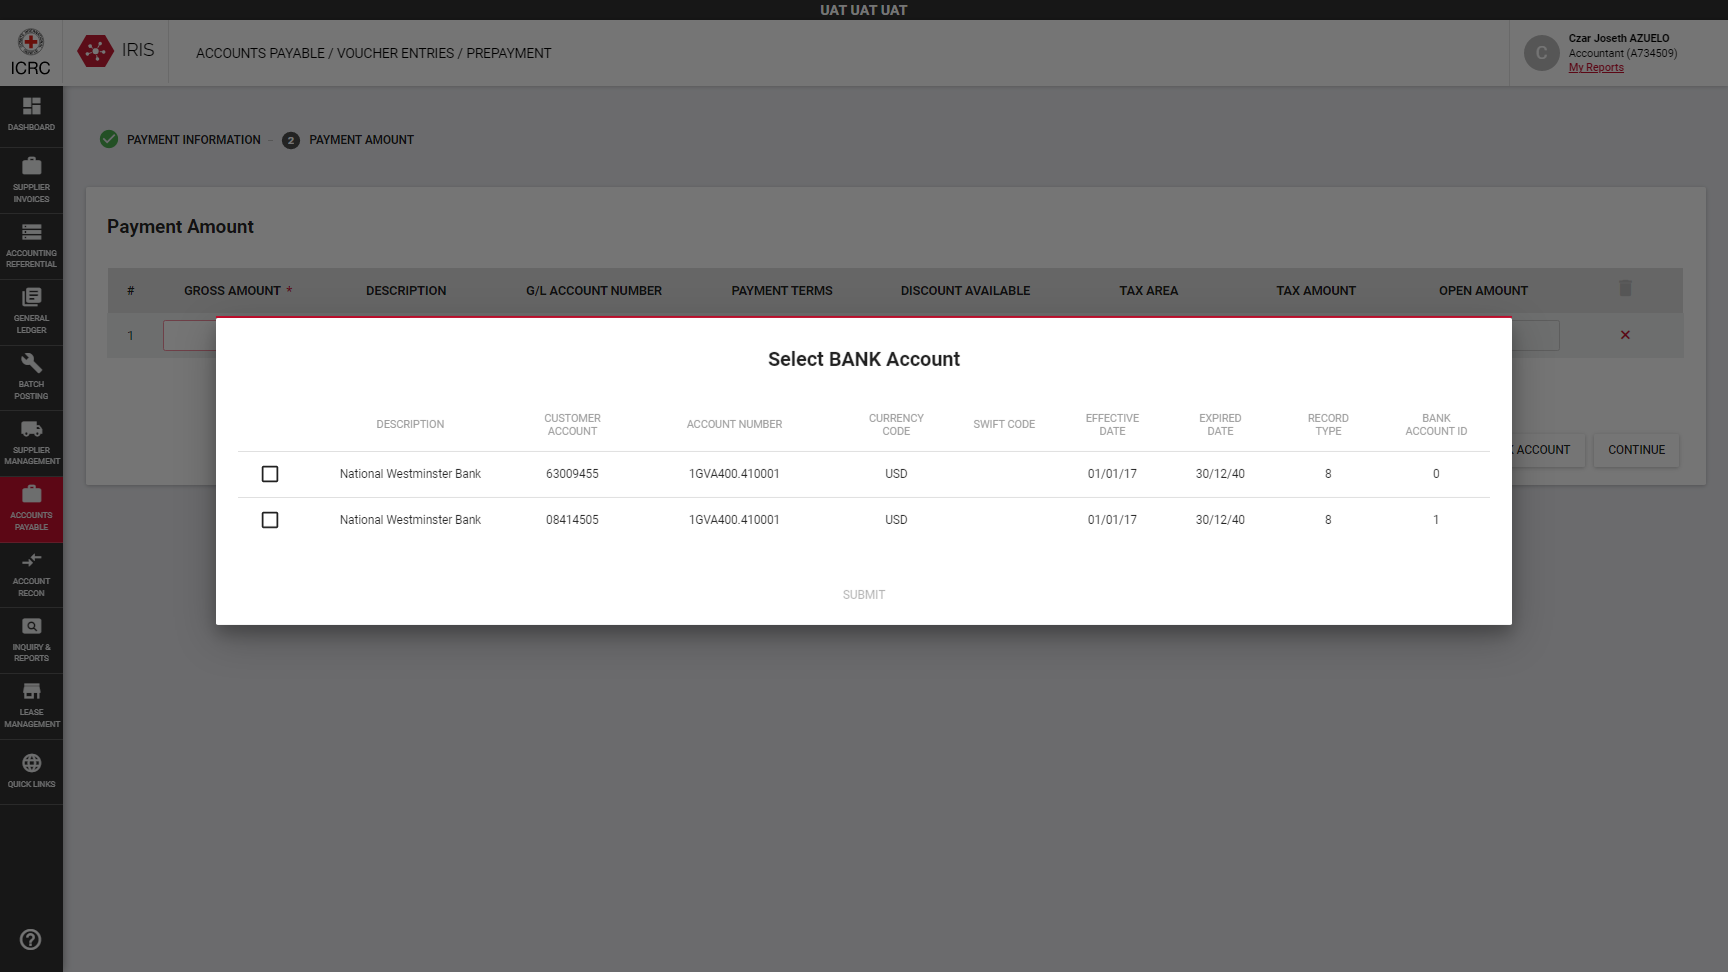 UAT UAT UAT
ICRC
IRIS
ACCOUNTS PAYABLE / VOUCHER ENTRIES / PREPAYMENT
C
Czar Joseth AZUELO
Accountant (A734509)
My Reports
DASHBOARD
SUPPLIER
INVOICES
ACCOUNTING
REFERENTIAL
GENERAL
LEDGER
BATCH
POSTING
SUPPLIER
MANAGEMENT
ACCOUNTS
PAYABLE
ACCOUNT
RECON
INQUIRY &
REPORTS
LEASE
MANAGEMENT
QUICK LINKS
PAYMENT INFORMATION - 2 PAYMENT AMOUNT
Payment Amount
# GROSS AMOUNT * DESCRIPTION G/L ACCOUNT NUMBER PAYMENT TERMS DISCOUNT AVAILABLE TAX AREA TAX AMOUNT OPEN AMOUNT
1
ACCOUNT
CONTINUE
Select BANK Account
DESCRIPTION CUSTOMER ACCOUNT ACCOUNT NUMBER CURRENCY CODE SWIFT CODE EFFECTIVE DATE EXPIRED DATE RECORD TYPE BANK ACCOUNT ID
National Westminster Bank 63009455 1GVA400.410001 USD 01/01/17 30/12/40 8 0
National Westminster Bank 08414505 1GVA400.410001 USD 01/01/17 30/12/40 8 1
SUBMIT